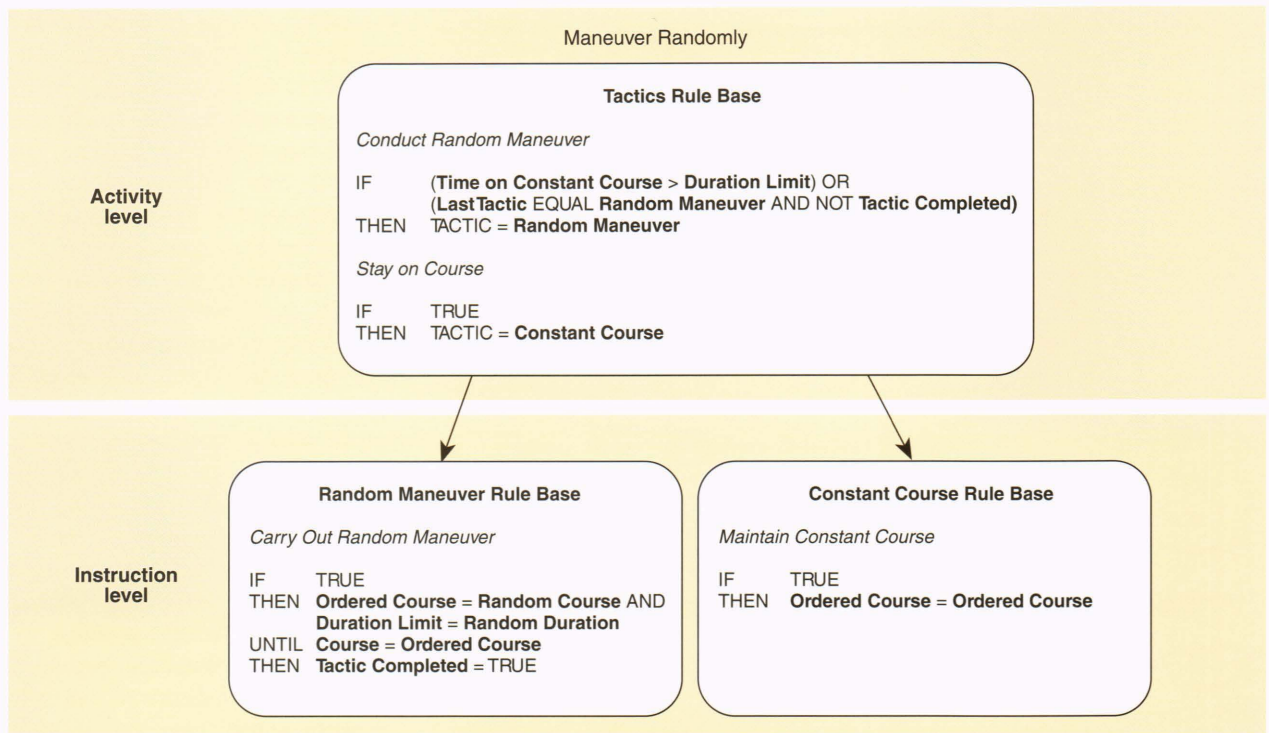 Maneuver Randomly
Activity
level
Tactics Rule Base
Conduct Random Maneuver
IF (Time on Constant Course > Duration Limit) OR
(LastTactic EQUAL Random Maneuver AND NOT Tactic Completed)
THEN TACTIC = Random Maneuver
Stay on Course
IF TRUE
THEN TACTIC = Constant Course
Instruction
level
Random Maneuver Rule Base
Carry Out Random Maneuver
IF TRUE
THEN Ordered Course = Random Course AND
Duration Limit = Random Duration
UNTIL Course = Ordered Course
THEN Tactic Completed = TRUE
Constant Course Rule Base
Maintain Constant Course
IF TRUE
THEN Ordered Course = Ordered Course